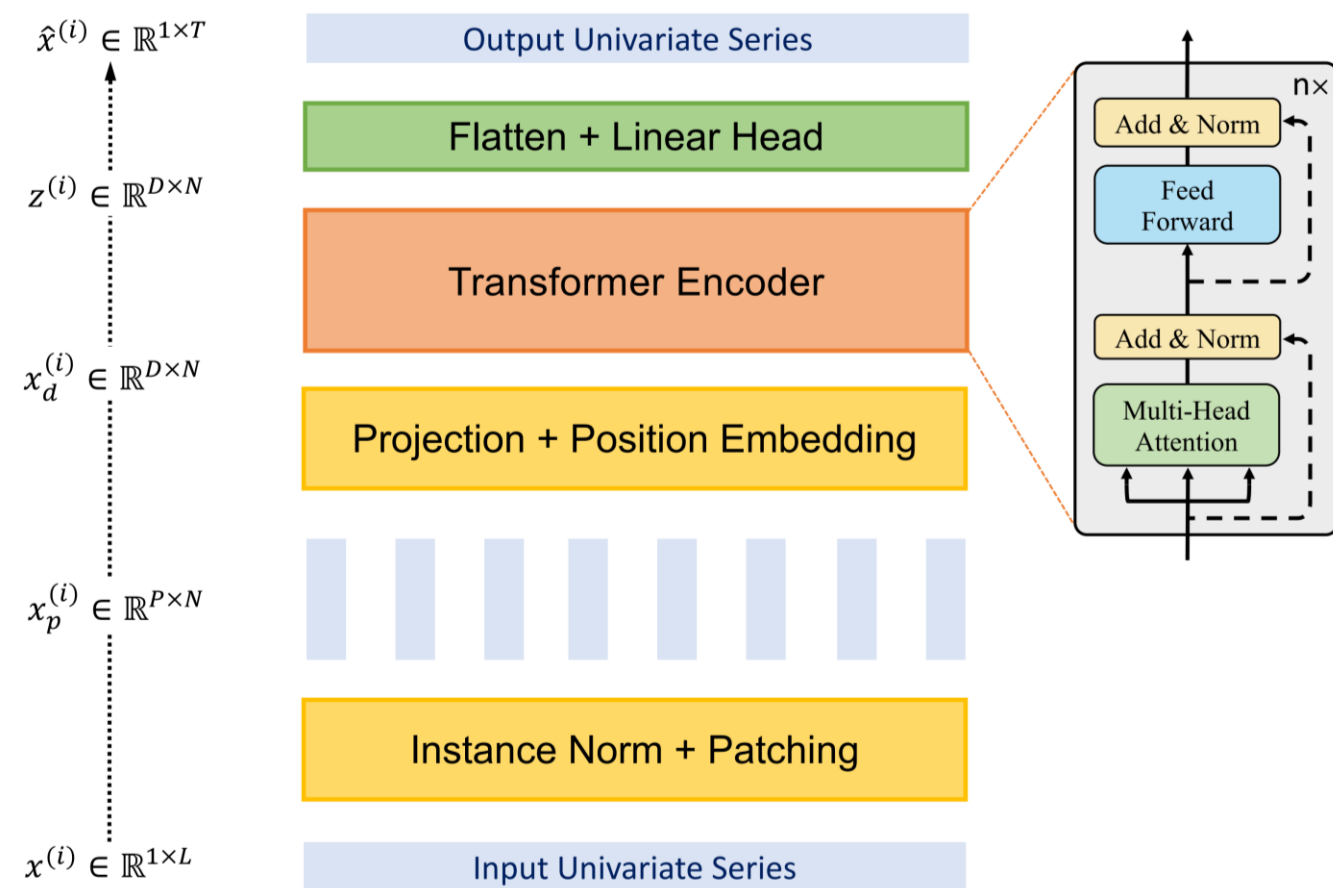 x̂^(i) ∈ ℝ^1×T
Output Univariate Series
Flatten + Linear Head
z^(i) ∈ ℝ^D×N
Transformer Encoder
x_d^(i) ∈ ℝ^D×N
Projection + Position Embedding
x_p^(i) ∈ ℝ^P×N
Instance Norm + Patching
x^(i) ∈ ℝ^1×L
Input Univariate Series
n×
Add & Norm
Feed
Forward
Add & Norm
Multi-Head
Attention